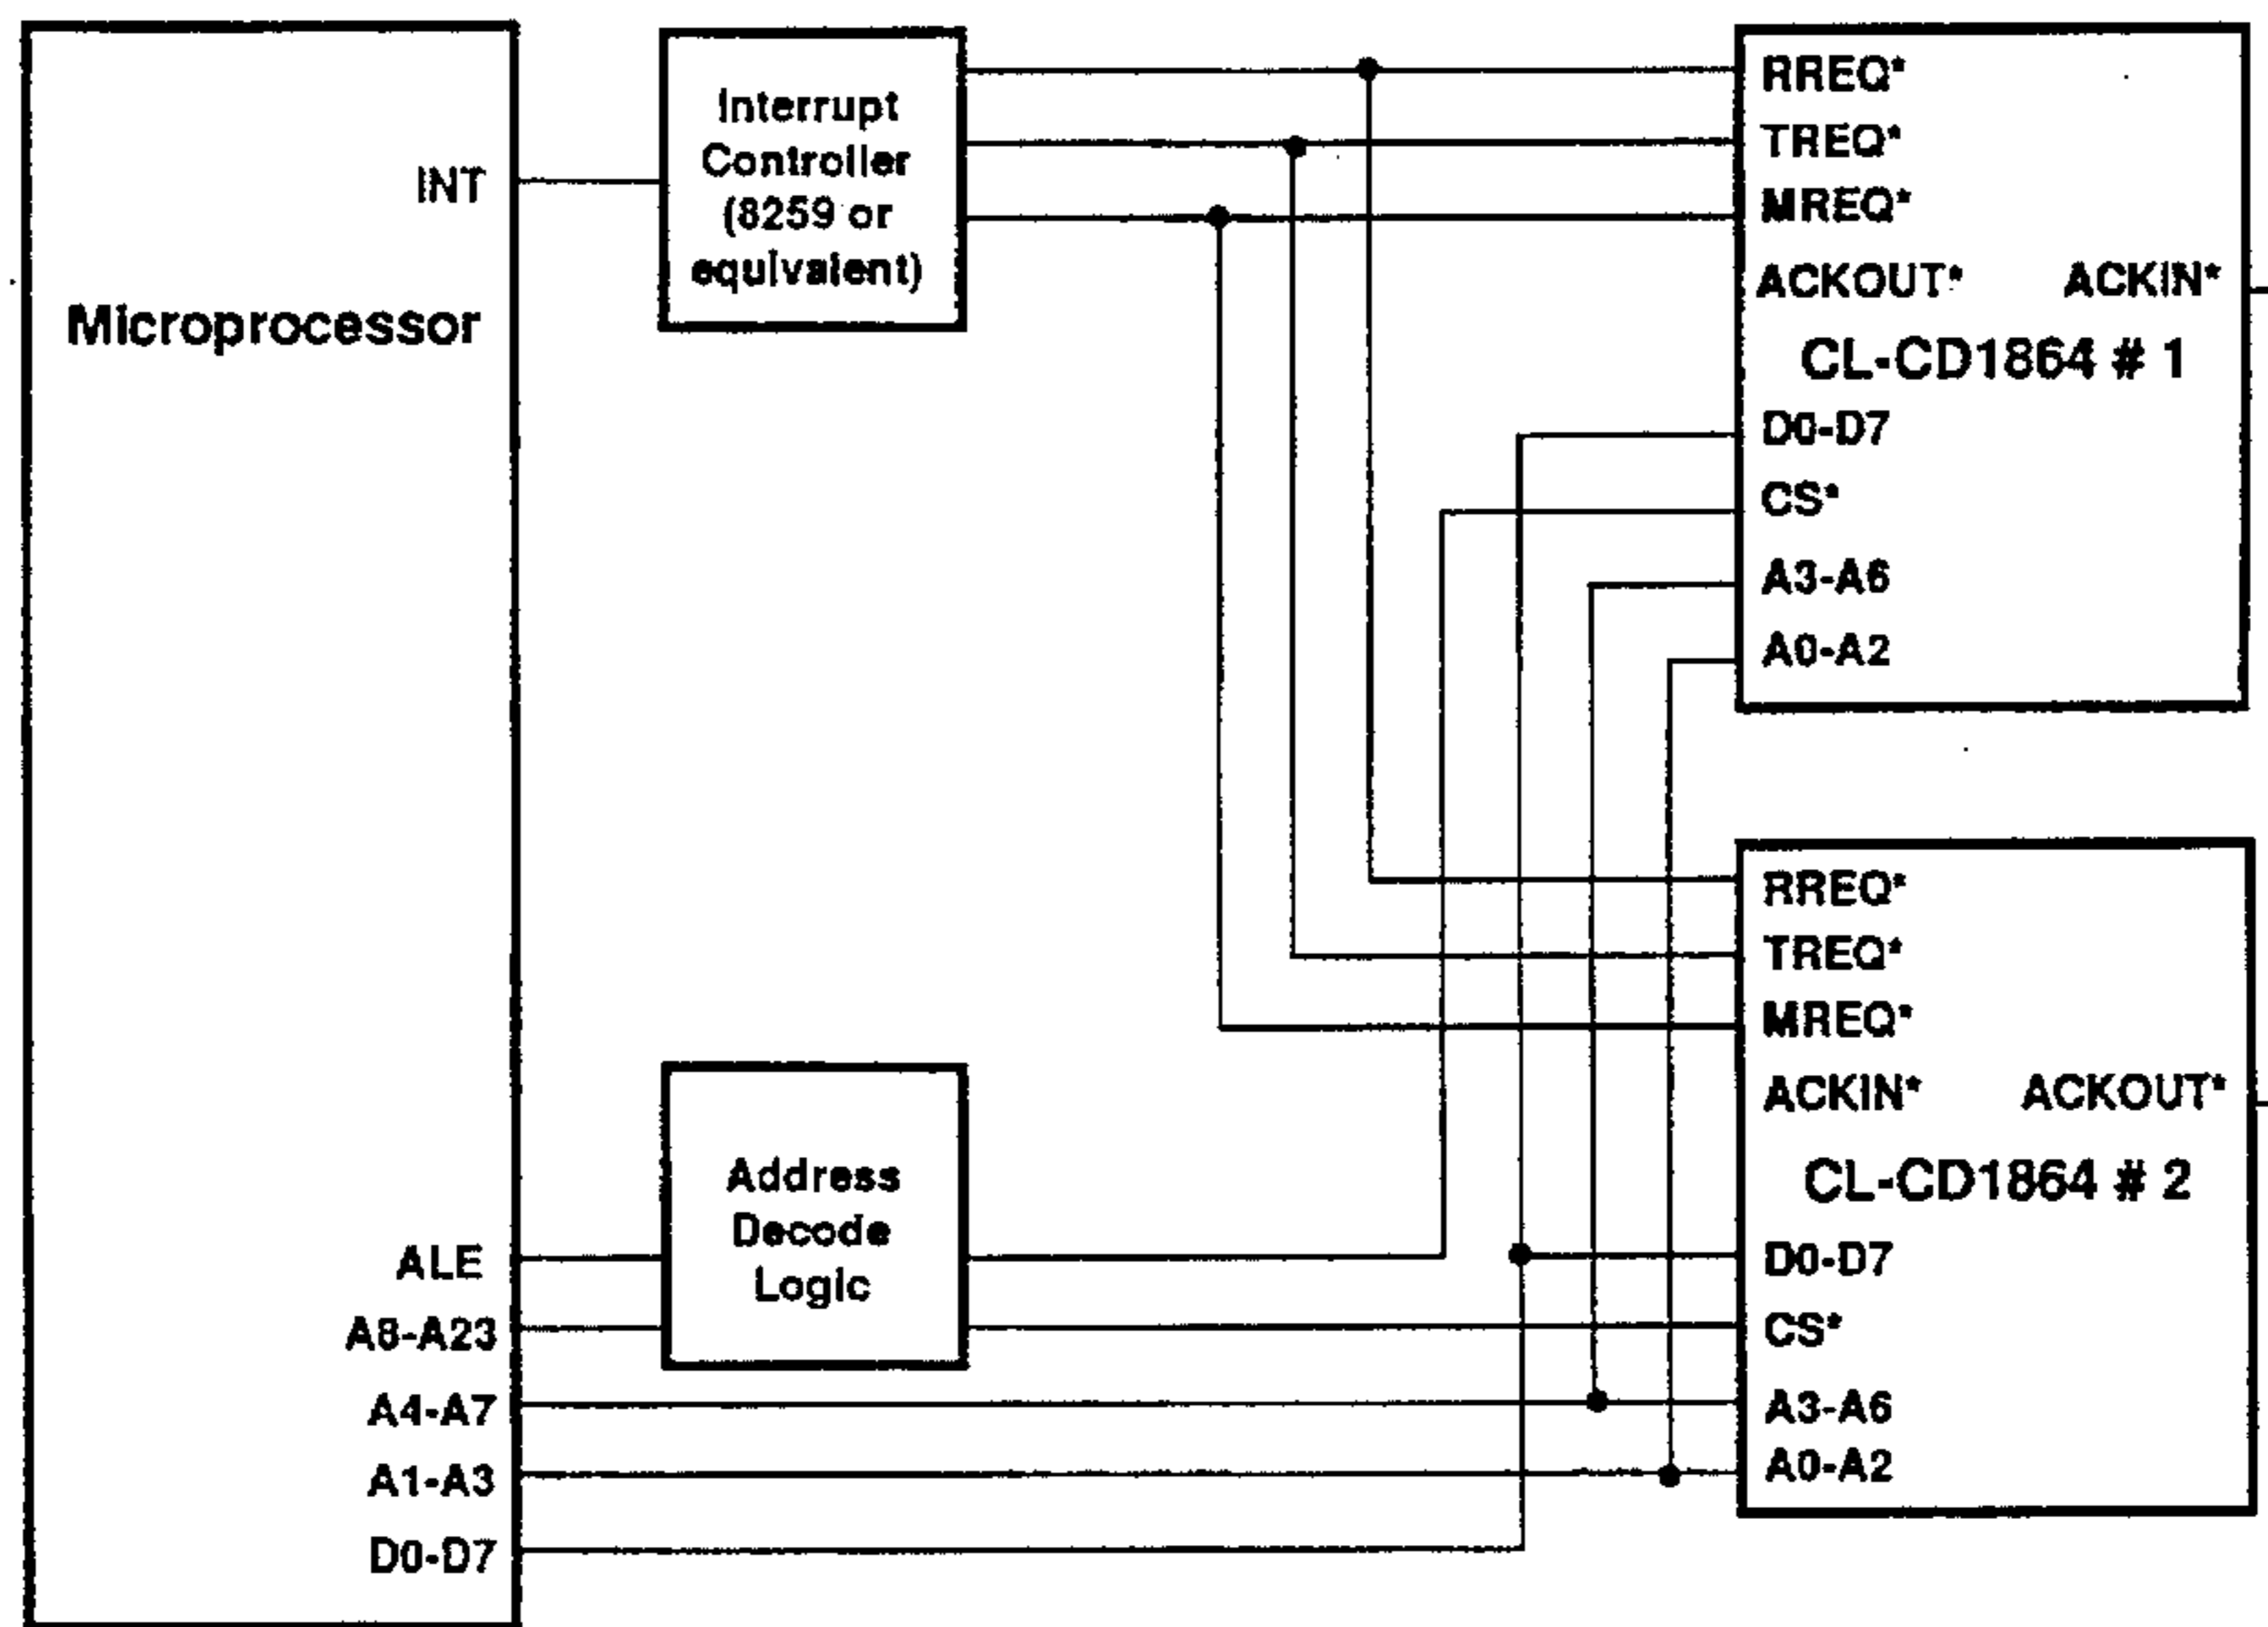 INT
Microprocessor
ALE
A8-A23
A4-A7
A1-A3
D0-D7
Interrupt
Controller
(8259 or
equivalent)
Address
Decode
Logic
RREQ*
TREQ*
MREQ*
ACKOUT* ACKIN*
CL-CD1864 # 1
D0-D7
CS*
A3-A6
A0-A2
RREQ*
TREQ*
MREQ*
ACKIN* ACKOUT*
CL-CD1864 # 2
D0-D7
CS*
A3-A6
A0-A2